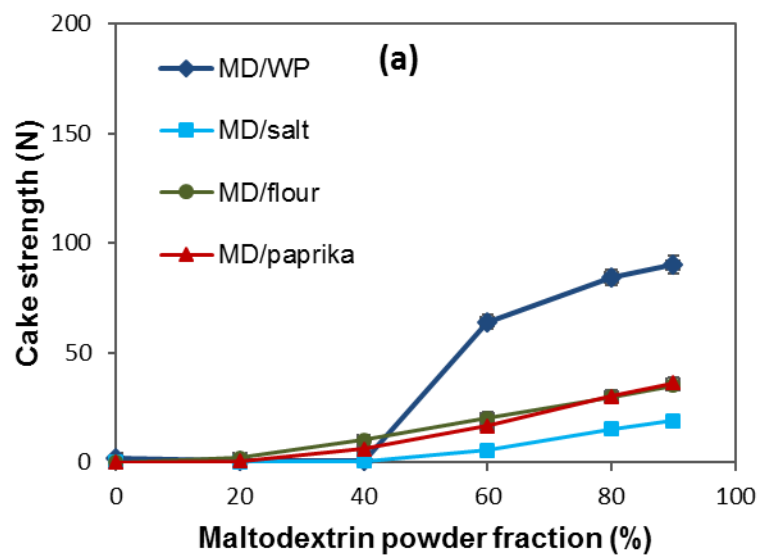 (a)
MD/WP
MD/salt
MD/flour
MD/paprika
Cake strength (N)
200
150
100
50
0
0 20 40 60 80 100
Maltodextrin powder fraction (%)